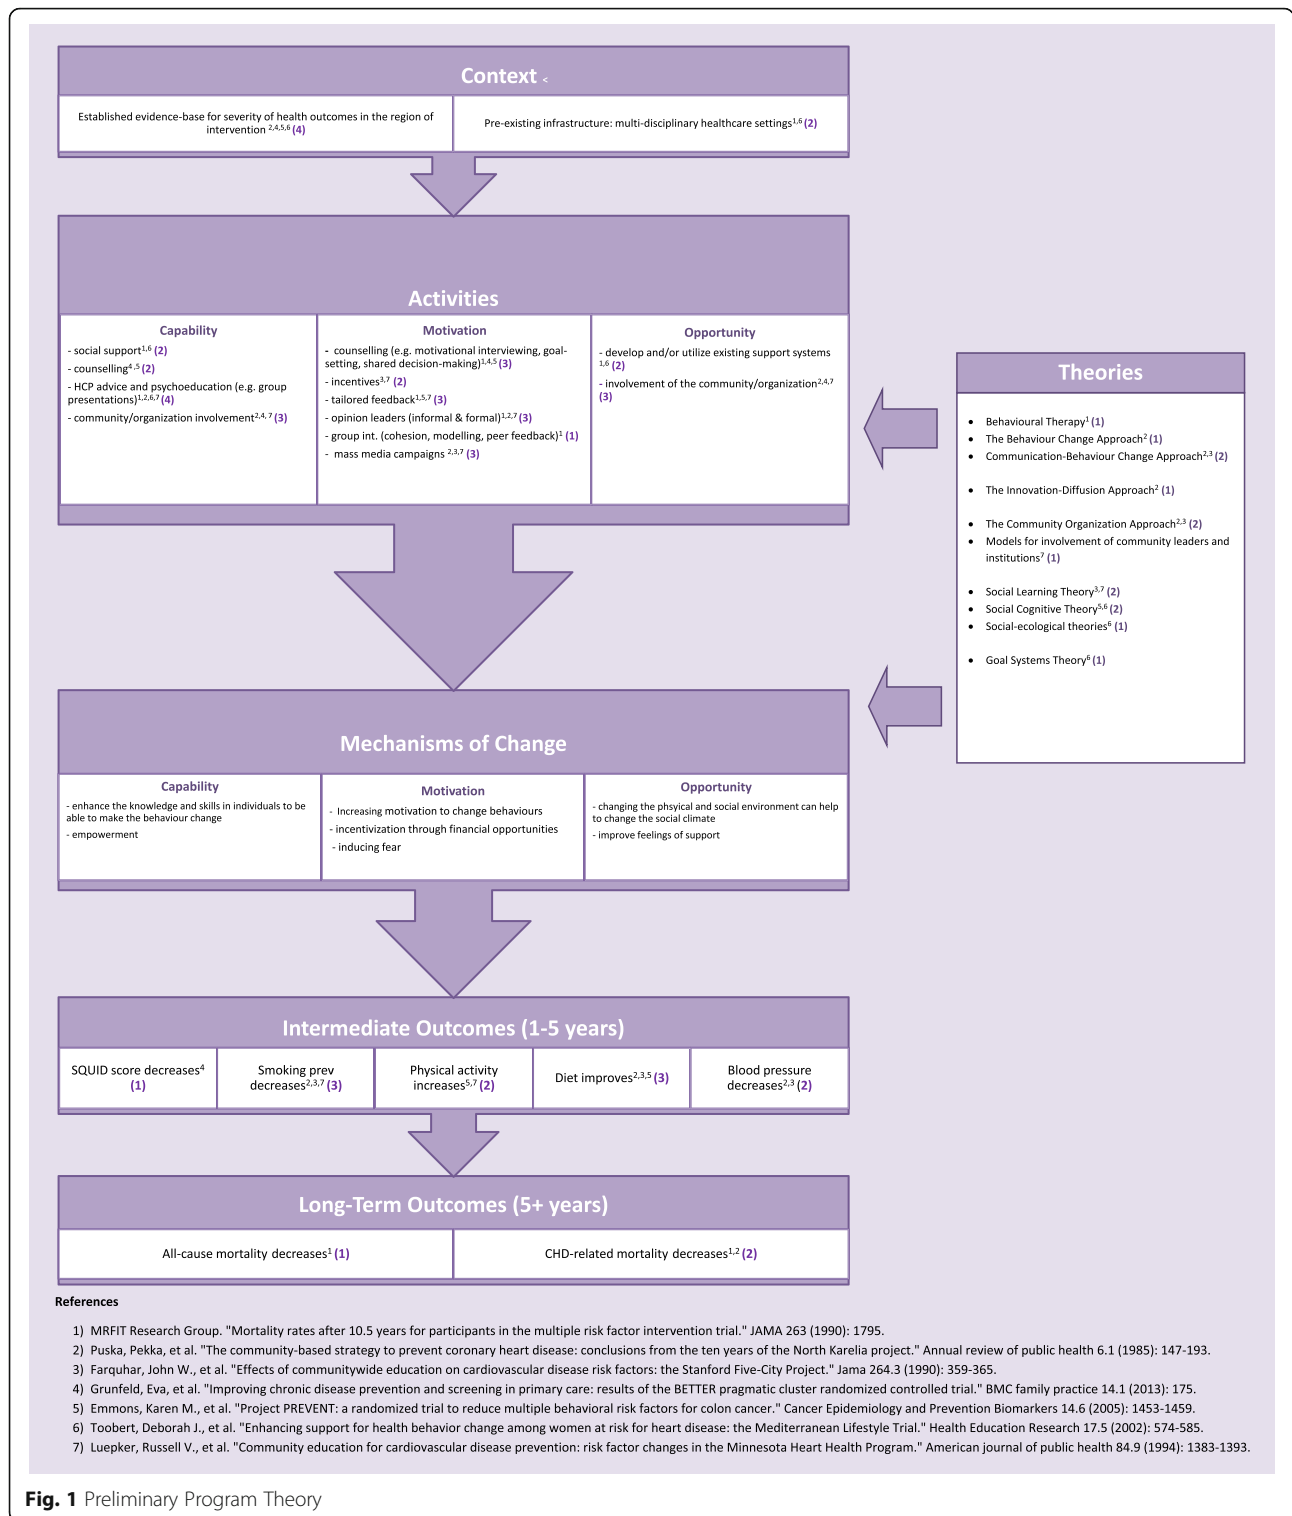 Context <
Established evidence-base for severity of health outcomes in the region of
intervention 2,4,5,6 (4)
Pre-existing infrastructure: multi-disciplinary healthcare settings1,6 (2)
Activities
Capability
- social support1,6 (2)
- counselling4,5 (2)
- HCP advice and psychoeducation (e.g. group
presentations)1,2,6,7 (4)
- community/organization involvement2,4, 7 (3)
Motivation
- counselling (e.g. motivational interviewing, goal-
setting, shared decision-making)1,4,5 (3)
- incentives3,7 (2)
- tailored feedback1,5,7 (3)
- opinion leaders (informal & formal)1,2,7 (3)
- group int. (cohesion, modelling, peer feedback)1 (1)
- mass media campaigns 2,3,7 (3)
Opportunity
- develop and/or utilize existing support systems
1,6 (2)
- involvement of the community/organization2,4,7
(3)
Theories
• Behavioural Therapy1 (1)
• The Behaviour Change Approach2 (1)
• Communication-Behaviour Change Approach2,3 (2)
• The Innovation-Diffusion Approach2 (1)
• The Community Organization Approach2,3 (2)
• Models for involvement of community leaders and
institutions7 (1)
• Social Learning Theory3,7 (2)
• Social Cognitive Theory5,6 (2)
• Social-ecological theories6 (1)
• Goal Systems Theory6 (1)
Mechanisms of Change
Capability
- enhance the knowledge and skills in individuals to be
able to make the behaviour change
- empowerment
Motivation
- Increasing motivation to change behaviours
- incentivization through financial opportunities
- inducing fear
Opportunity
- changing the phsyical and social environment can help
to change the social climate
- improve feelings of support
Intermediate Outcomes (1-5 years)
SQUID score decreases4
(1)
Smoking prev
decreases2,3,7 (3)
Physical activity
increases5,7 (2)
Diet improves2,3,5 (3)
Blood pressure
decreases2,3 (2)
Long-Term Outcomes (5+ years)
All-cause mortality decreases1 (1)
CHD-related mortality decreases1,2 (2)
References
1) MRFIT Research Group. "Mortality rates after 10.5 years for participants in the multiple risk factor intervention trial." JAMA 263 (1990): 1795.
2) Puska, Pekka, et al. "The community-based strategy to prevent coronary heart disease: conclusions from the ten years of the North Karelia project." Annual review of public health 6.1 (1985): 147-193.
3) Farquhar, John W., et al. "Effects of communitywide education on cardiovascular disease risk factors: the Stanford Five-City Project." Jama 264.3 (1990): 359-365.
4) Grunfeld, Eva, et al. "Improving chronic disease prevention and screening in primary care: results of the BETTER pragmatic cluster randomized controlled trial." BMC family practice 14.1 (2013): 175.
5) Emmons, Karen M., et al. "Project PREVENT: a randomized trial to reduce multiple behavioral risk factors for colon cancer." Cancer Epidemiology and Prevention Biomarkers 14.6 (2005): 1453-1459.
6) Toobert, Deborah J., et al. "Enhancing support for health behavior change among women at risk for heart disease: the Mediterranean Lifestyle Trial." Health Education Research 17.5 (2002): 574-585.
7) Luepker, Russell V., et al. "Community education for cardiovascular disease prevention: risk factor changes in the Minnesota Heart Health Program." American journal of public health 84.9 (1994): 1383-1393.
Fig. 1 Preliminary Program Theory